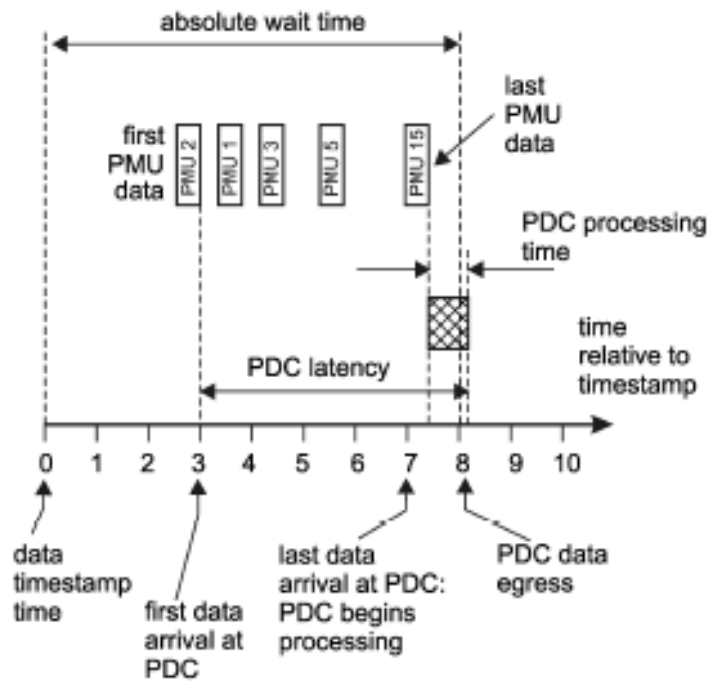 absolute wait time
first
PMU
data
PMU 2
PMU 1
PMU 3
PMU 5
PMU 15
last
PMU
data
PDC processing
time
time
relative to
timestamp
PDC latency
0 1 2 3 4 5 6 7 8 9 10
data
timestamp
time
first data
arrival at
PDC
last data
arrival at PDC:
PDC begins
processing
PDC data
egress